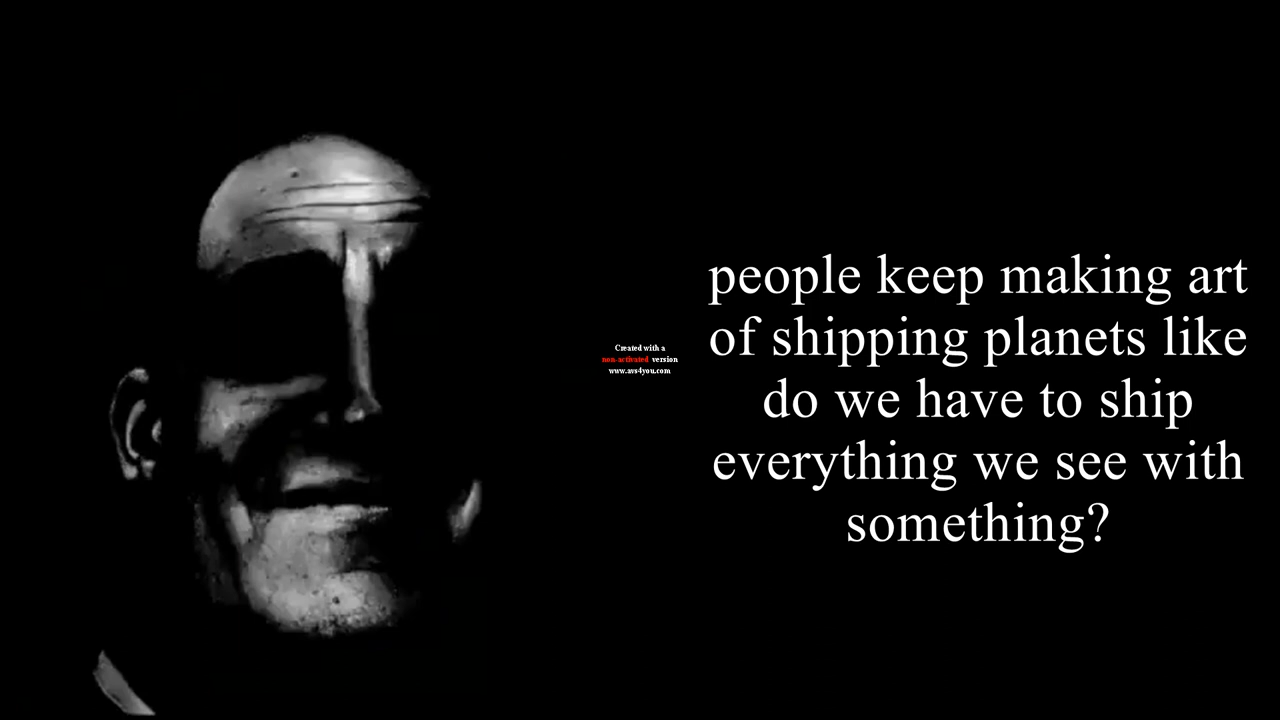 Created with a
non-activated version
www.avs4you.com
people keep making art
of shipping planets like
do we have to ship
everything we see with
something?